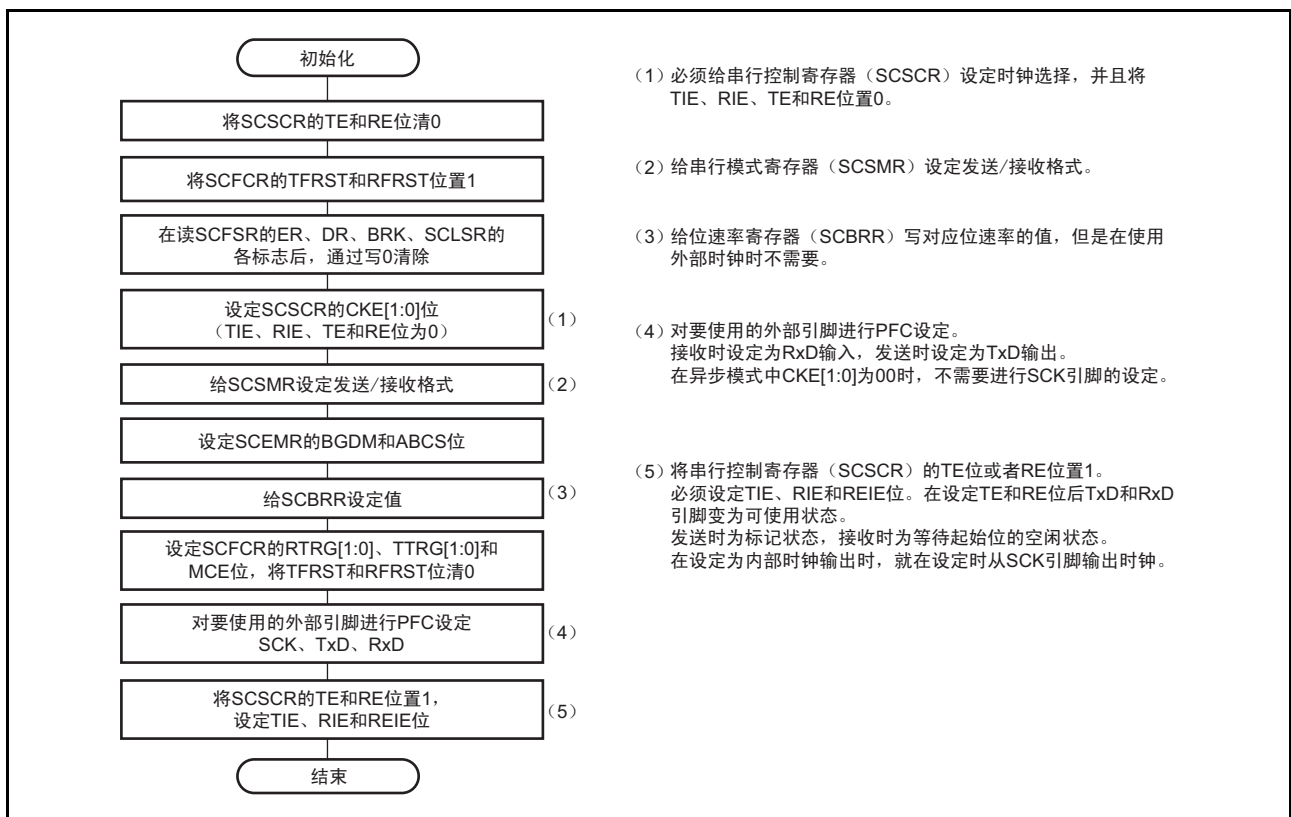 初始化
将SCSCR的TE和RE位清0
将SCFCR的TFRST和RFRST位置1
在读SCFSR的ER、DR、BRK、SCLSR的
各标志后，通过写0清除
设定SCSCR的CKE[1:0]位
（TIE、RIE、TE和RE位为0）
（1）
给SCSMR设定发送/接收格式
（2）
设定SCEMR的BGDM和ABCS位
给SCBRR设定值
（3）
设定SCFCR的RTRG[1:0]、TTRG[1:0]和
MCE位，将TFRST和RFRST位清0
对要使用的外部引脚进行PFC设定
SCK、TxD、RxD
（4）
将SCSCR的TE和RE位置1，
设定TIE、RIE和REIE位
（5）
结束
（1）必须给串行控制寄存器（SCSCR）设定时钟选择，并且将
TIE、RIE、TE和RE位置0。
（2）给串行模式寄存器（SCSMR）设定发送/接收格式。
（3）给位速率寄存器（SCBRR）写对应位速率的值，但是在使用
外部时钟时不需要。
（4）对要使用的外部引脚进行PFC设定。
接收时设定为RxD输入，发送时设定为TxD输出。
在异步模式中CKE[1:0]为00时，不需要进行SCK引脚的设定。
（5）将串行控制寄存器（SCSCR）的TE位或者RE位置1。
必须设定TIE、RIE和REIE位。在设定TE和RE位后TxD和RxD
引脚变为可使用状态。
发送时为标记状态，接收时为等待起始位的空闲状态。
在设定为内部时钟输出时，就在设定时从SCK引脚输出时钟。